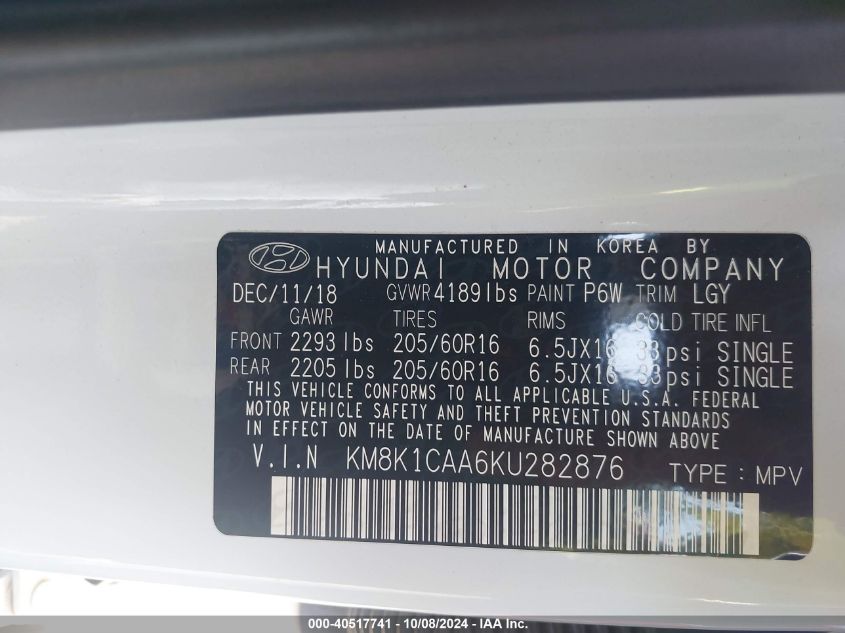 MANUFACTURED IN KOREA BY
HYUNDAI MOTOR COMPANY
DEC/11/18 GVWR 4189lbs PAINT P6W TRIM LGY
GAWR TIRES RIMS COLD TIRE INFL
FRONT 2293 lbs 205/60R16 6.5JX16 33psi SINGLE
REAR 2205 lbs 205/60R16 6.5JX16 33psi SINGLE
THIS VEHICLE CONFORMS TO ALL APPLICABLE U.S.A. FEDERAL
MOTOR VEHICLE SAFETY AND THEFT PREVENTION STANDARDS
IN EFFECT ON THE DATE OF MANUFACTURE SHOWN ABOVE
V.I.N KM8K1CAA6KU282876 TYPE : MPV
000-40517741 - 10/08/2024 - IAA Inc.